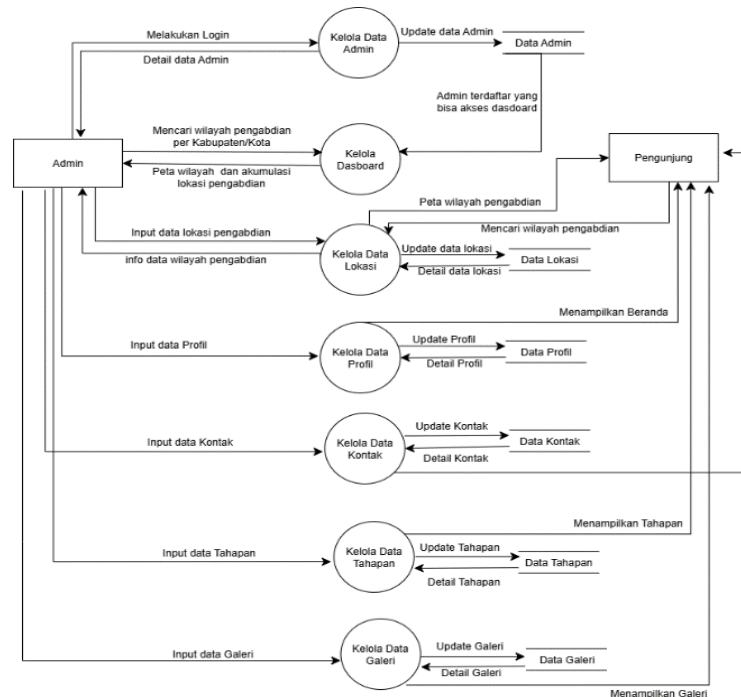 Melakukan Login
Detail data Admin
Kelola Data
Admin
Update data Admin
Data Admin
Admin terdaftar yang
bisa akses dasdoard
Admin
Mencari wilayah pengabdian
per Kabupaten/Kota
Peta wilayah dan akumulasi
lokasi pengabdian
Kelola
Dasboard
Pengunjung
Peta wilayah pengabdian
Mencari wilayah pengabdian
Input data lokasi pengabdian
info data wilayah pengabdian
Kelola Data
Lokasi
Update data lokasi
Detail data lokasi
Data Lokasi
Menampilkan Beranda
Input data Profil
Kelola Data
Profil
Update Profil
Detail Profil
Data Profil
Input data Kontak
Kelola Data
Kontak
Update Kontak
Detail Kontak
Data Kontak
Menampilkan Tahapan
Input data Tahapan
Kelola Data
Tahapan
Update Tahapan
Detail Tahapan
Data Tahapan
Input data Galeri
Kelola Data
Galeri
Update Galeri
Detail Galeri
Data Galeri
Menampilkan Galeri